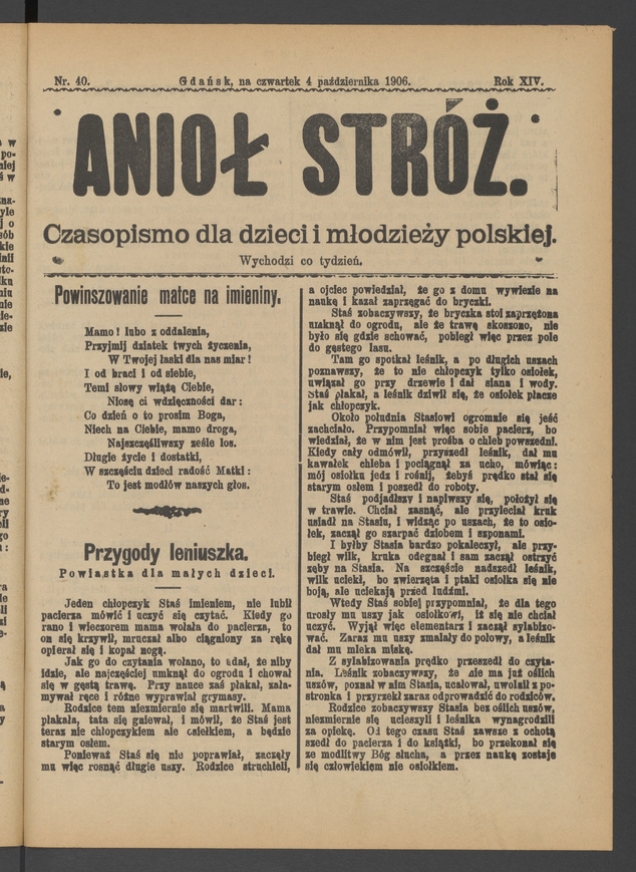 Nr. 40.
Gdańsk, na czwartek 4 października 1906.
Rok XIV.
ANIOŁ STRÓŻ.
Czasopismo dla dzieci i młodzieży polskiej.
Wychodzi co tydzień.
Powinszowanie matce na imieniny.
Mamo! lubo z oddalenia,
Przyjmij dziatek twych życzenia,
W Twojej łaski dla nas miar!
I od braci i od siebie,
Temi słowy wiążę Ciebie,
Niosę ci wdzięczności dar:
Co dzień o to prosim Boga,
Niech na Ciebie, mamo droga,
Najszczęśliwszy ześle los.
Długie życie i dostatki,
W szczęściu dzieci radość Matki:
To jest modłów naszych głos.
Przygody leniuszka.
Powiastka dla małych dzieci.
Jeden chłopczyk Staś imieniem, nie lubił
pacierza mówić i uczyć się czytać. Kiedy go
rano i wieczorem mama wołała do pacierza, to
on się krzywił, mruczał albo ciągniony za rękę
opierał się i kopał nogą.
Jak go do czytania wołano, to udał, że niby
idzie, ale najczęściej umknął do ogrodu i chował
się w gęstą trawę. Przy nauce zaś płakał, zała-
mywał ręce i różne wyprawiał grymasy.
Rodzice tem niezmiernie się martwili. Mama
płakała, tata się gniewał, i mówił, że Staś jest
teraz nie chłopczykiem ale osiełkiem, a będzie
starym osłem.
Ponieważ Staś się nie poprawiał, zaczęły
mu więc rosnąć długie uszy. Rodzice struchleli,
a ojciec powiedział, że go z domu wywiezie na
naukę i kazał zaprzęgać do bryczki.
Staś zobaczywszy, że bryczka stoi zaprzężona
umknął do ogrodu, ale że trawę skoszono, nie
było się gdzie schować, pobiegł więc przez pole
do gęstego lasu.
Tam go spotkał leśnik, a po długich uszach
poznawszy, że to nie chłopczyk tylko osiołek,
uwiązał go przy drzewie i dał siana i wody.
Staś płakał, a leśnik dziwił się, że osiołek płacze
jak chłopczyk.
Około południa Stasiowi ogromnie się jeść
zachciało. Przypomniał więc sobie pacierz, bo
wiedział, że w nim jest prośba o chleb powszedni.
Kiedy cały odmówił, przyszedł leśnik, dał mu
kawałek chleba i pociągnął za ucho, mówiąc:
mój osiołku jedz i rośnij, żebyś prędko stał się
starym osłem i poszedł do roboty.
Staś podjadłszy i napiwszy się, położył się
w trawie. Chciał zasnąć, ale przyleciał kruk
usiadł na Stasiu, i widząc po uszach, że to osio-
łek, zaczął go szarpać dziobem i szponami.
I byłby Stasia bardzo pokaleczył, ale przy-
biegł wilk, kruka odegnał i sam zaczął ostrzyć
zęby na Stasia. Na szczęście nadszedł leśnik,
wilk uciekł, bo zwierzęta i ptaki osiołka się nie
boją, ale uciekają przed ludźmi.
Wtedy Staś sobie przypomniał, że dla tego
urosły mu uszy jak osiołkowi, iż się nie chciał
uczyć. Wyjął więc elementarz i zaczął sylabizo-
wać. Zaraz mu uszy zmalały do połowy, a leśnik
dał mu mleka miskę.
Z sylabizowania prędko przeszedł do czyta-
nia. Leśnik zobaczywszy, że nie ma już oślich
uszów, poznał w nim Stasia, ucałował, uwolnił z po-
stronka i przyrzekł zaraz odprowadzić do rodziców.
Rodzice zobaczywszy Stasia bez oślich uszów,
niezmiernie się ucieszyli i leśnika wynagrodzili
za opiekę. Od tego czasu Staś zawsze z ochotą
szedł do pacierza i do książki, bo przekonał się
że modlitwy Bóg słucha, a przez naukę zostaje
się człowiekiem nie osiołkiem.